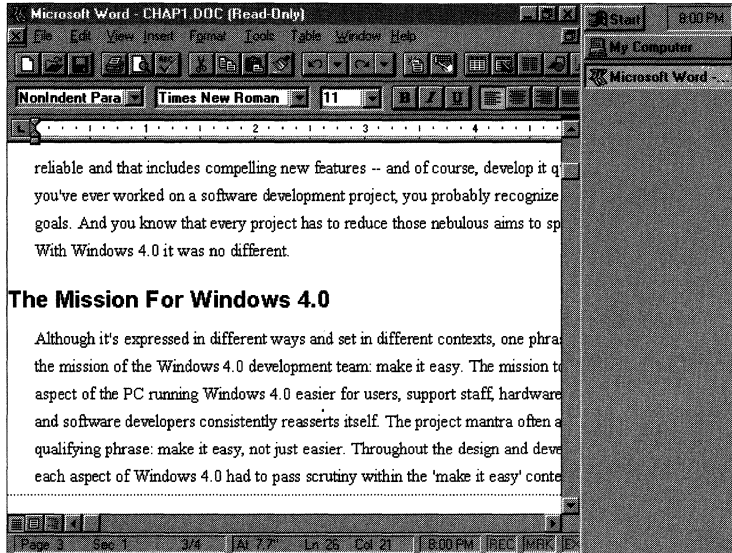 Microsoft Word - CHAP1.DOC (Read-Only)
File Edit View Insert Format Tools Table Window Help
NonIndent Para Times New Roman 11 B I U
1 2 3 4
reliable and that includes compelling new features -- and of course, develop it q
you've ever worked on a software development project, you probably recognize
goals. And you know that every project has to reduce those nebulous aims to sp
With Windows 4.0 it was no different.
The Mission For Windows 4.0
Although it's expressed in different ways and set in different contexts, one phra
the mission of the Windows 4.0 development team: make it easy. The mission to
aspect of the PC running Windows 4.0 easier for users, support staff, hardware
and software developers consistently reasserts itself. The project mantra often a
qualifying phrase: make it easy, not just easier. Throughout the design and deve
each aspect of Windows 4.0 had to pass scrutiny within the 'make it easy' conte
Page 3 Sec 1 3/4 At 7.7" Ln 26 Col 21 8:00 PM REC MRK EX
Start 8:00 PM
My Computer
Microsoft Word -...